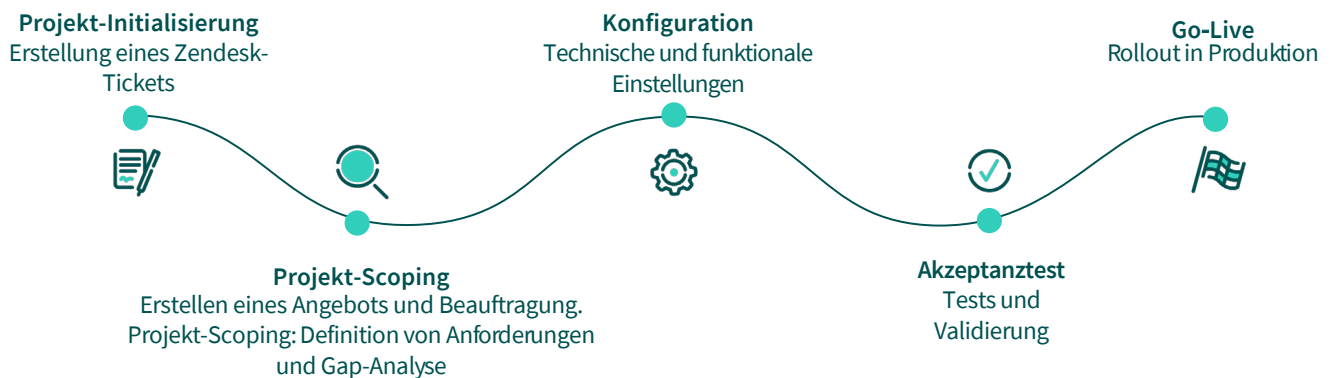 Projekt-Initialisierung
Erstellung eines Zendesk-
Tickets
Projekt-Scoping
Erstellen eines Angebots und Beauftragung.
Projekt-Scoping: Definition von Anforderungen
und Gap-Analyse
Konfiguration
Technische und funktionale
Einstellungen
Akzeptanztest
Tests und
Validierung
Go-Live
Rollout in Produktion